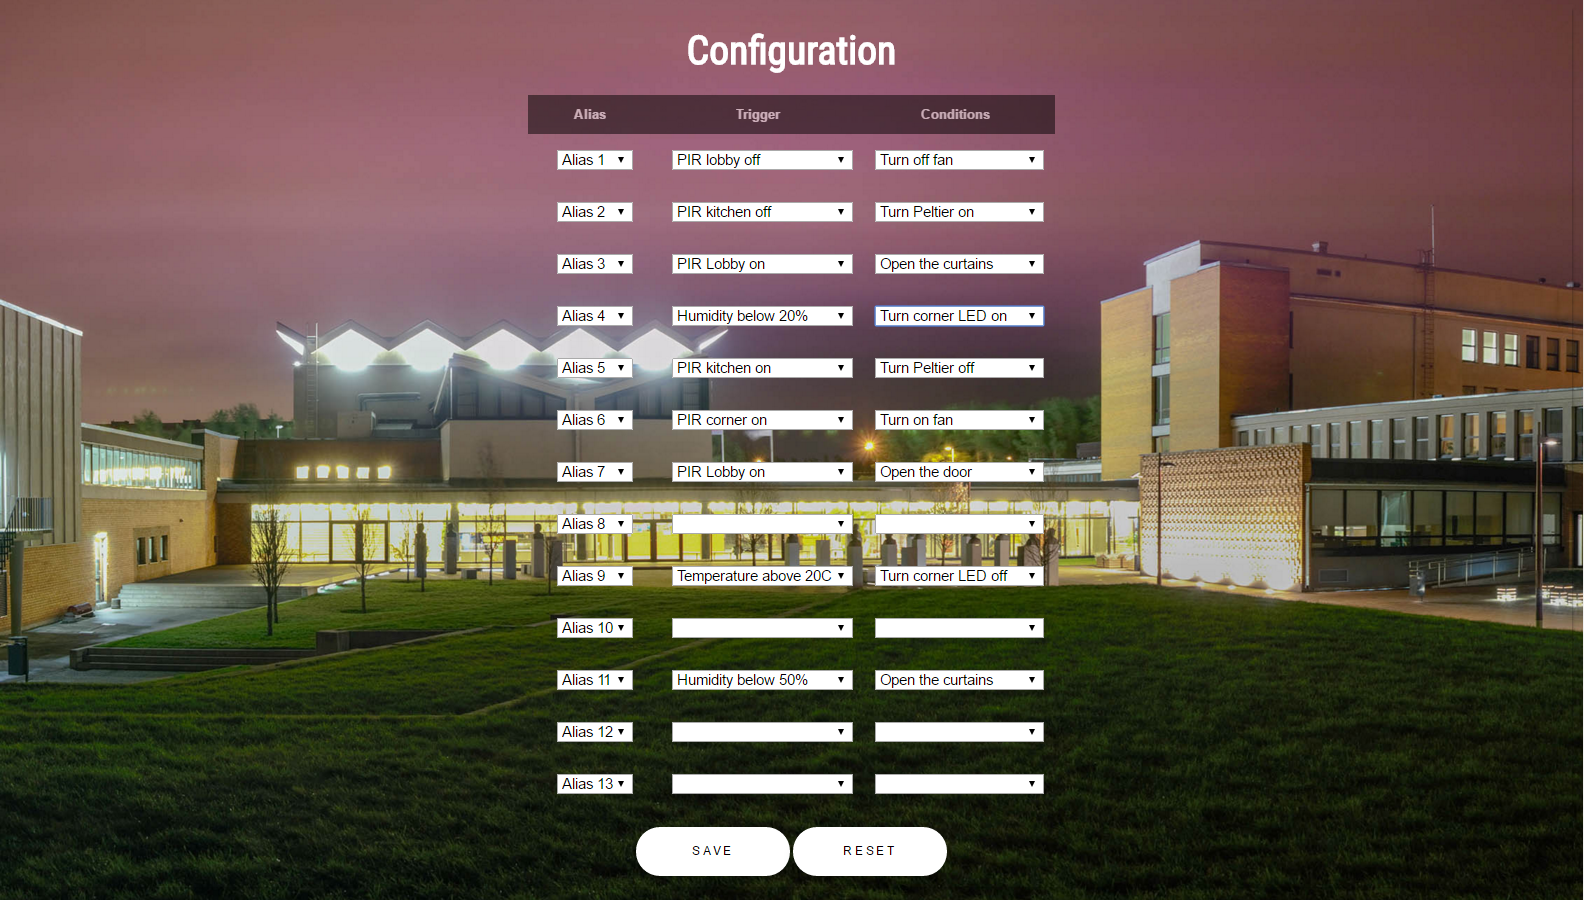 Configuration
Alias Trigger Conditions
Alias 1 PIR lobby off Turn off fan
Alias 2 PIR kitchen off Turn Peltier on
Alias 3 PIR Lobby on Open the curtains
Alias 4 Humidity below 20% Turn corner LED on
Alias 5 PIR kitchen on Turn Peltier off
Alias 6 PIR corner on Turn on fan
Alias 7 PIR Lobby on Open the door
Alias 8
Alias 9 Temperature above 20C Turn corner LED off
Alias 10
Alias 11 Humidity below 50% Open the curtains
Alias 12
Alias 13
SAVE RESET